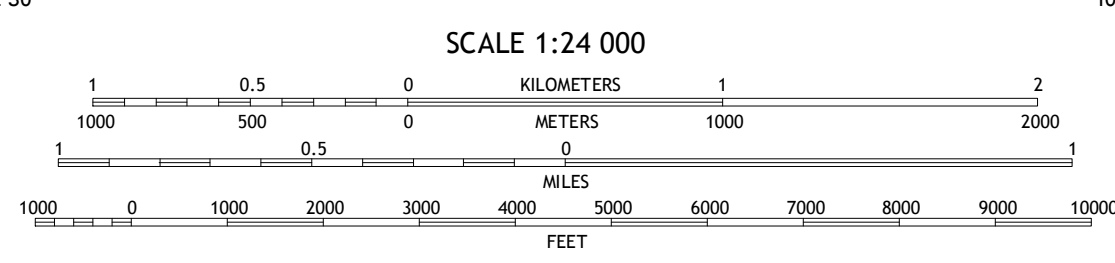 SCALE 1:24 000
1 0.5 0 KILOMETERS 1 2
1000 500 0 METERS 1000 2000
1 0.5 0 1
MILES
1000 0 1000 2000 3000 4000 5000 6000 7000 8000 9000 10000
FEET